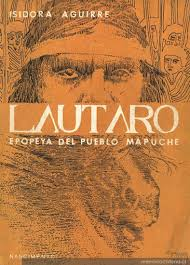 ISIDORA AGUIRRE
LAUTARO
EPOPEYA DEL PUEBLO MAPUCHE
NASCIMENTO